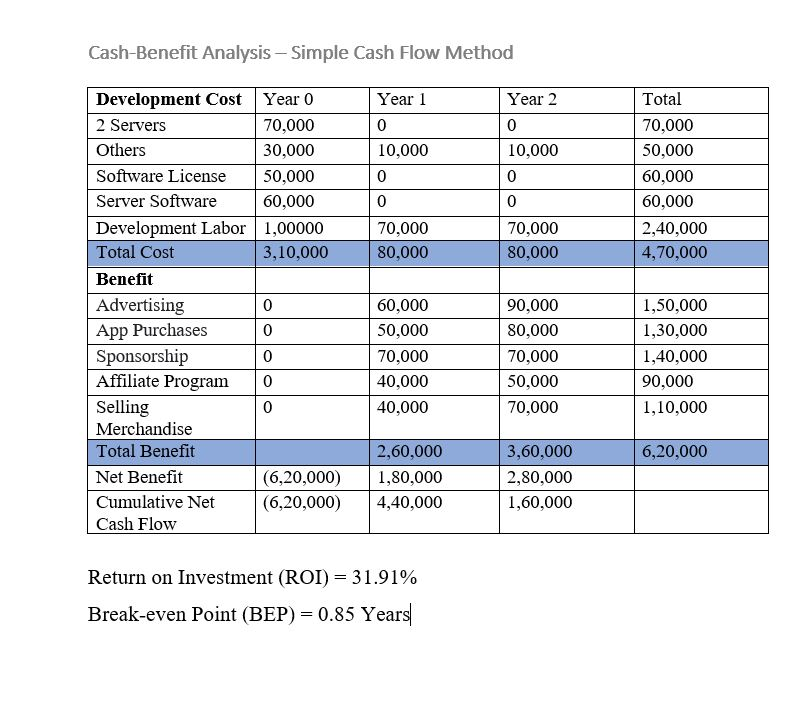 Cash-Benefit Analysis – Simple Cash Flow Method
Development Cost Year 0 Year 1 Year 2 Total
2 Servers 70,000 0 0 70,000
Others 30,000 10,000 10,000 50,000
Software License 50,000 0 0 60,000
Server Software 60,000 0 0 60,000
Development Labor 1,00000 70,000 70,000 2,40,000
Total Cost 3,10,000 80,000 80,000 4,70,000
Benefit
Advertising 0 60,000 90,000 1,50,000
App Purchases 0 50,000 80,000 1,30,000
Sponsorship 0 70,000 70,000 1,40,000
Affiliate Program 0 40,000 50,000 90,000
Selling 0 40,000 70,000 1,10,000
Merchandise
Total Benefit 2,60,000 3,60,000 6,20,000
Net Benefit (6,20,000) 1,80,000 2,80,000
Cumulative Net (6,20,000) 4,40,000 1,60,000
Cash Flow
Return on Investment (ROI) = 31.91%
Break-even Point (BEP) = 0.85 Years